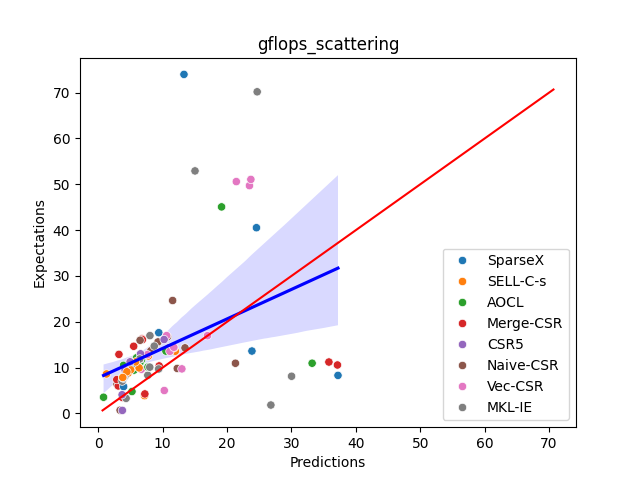 gflops_scattering
70
60
50
40
30
20
10
0
Expectations
SparseX
SELL-C-s
AOCL
Merge-CSR
CSR5
Naive-CSR
Vec-CSR
MKL-IE
0 10 20 30 40 50 60 70
Predictions